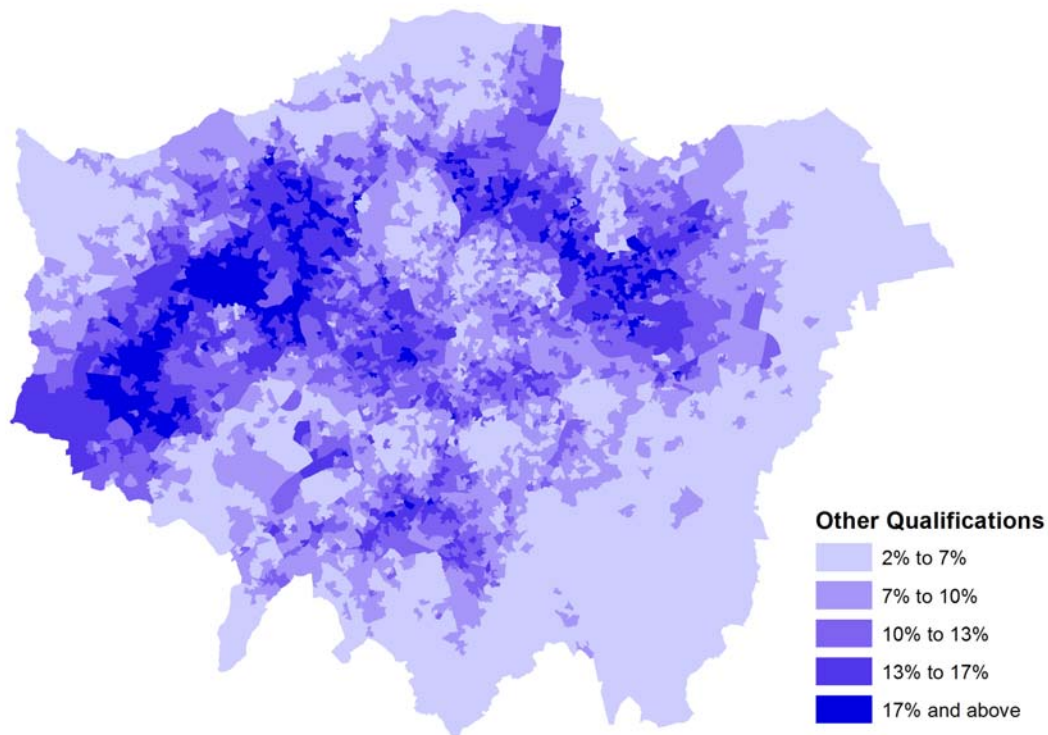 Other Qualifications
2% to 7%
7% to 10%
10% to 13%
13% to 17%
17% and above